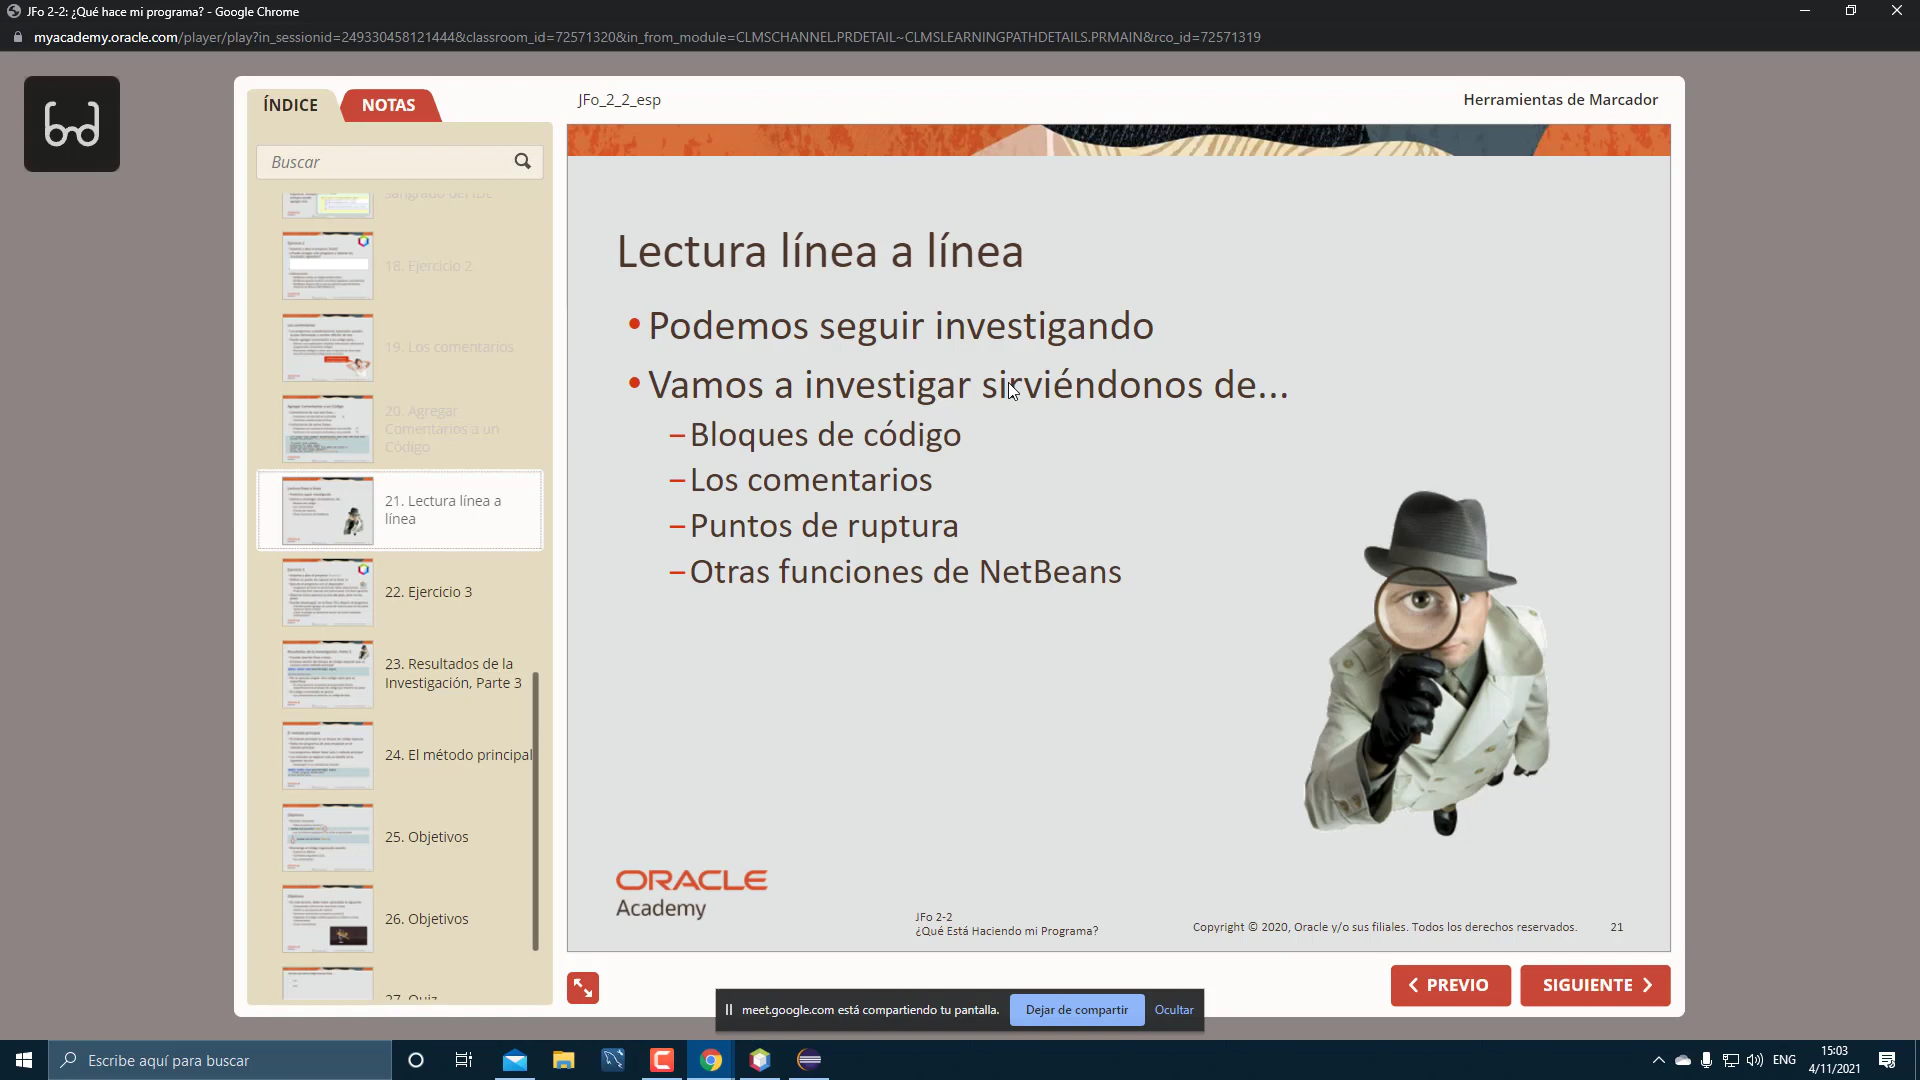 JFo 2-2: ¿Qué hace mi programa? - Google Chrome
myacademy.oracle.com/player/play?in_sessionid=249330458121444&classroom_id=72571320&in_from_module=CLMSCHANNEL.PRDETAIL~CLMSLEARNINGPATHDETAILS.PRMAIN&rco_id=72571319
ÍNDICE
NOTAS
JFo_2_2_esp
Herramientas de Marcador
Buscar
sangrado del IDE
18. Ejercicio 2
19. Los comentarios
20. Agregar
Comentarios a un
Código
21. Lectura línea a
línea
22. Ejercicio 3
23. Resultados de la
Investigación, Parte 3
24. El método principal
25. Objetivos
26. Objetivos
27. Quiz
Lectura línea a línea
• Podemos seguir investigando
• Vamos a investigar sirviéndonos de...
– Bloques de código
– Los comentarios
– Puntos de ruptura
– Otras funciones de NetBeans
ORACLE
Academy
JFo 2-2
¿Qué Está Haciendo mi Programa?
Copyright © 2020, Oracle y/o sus filiales. Todos los derechos reservados.
21
PREVIO
SIGUIENTE
meet.google.com está compartiendo tu pantalla.
Dejar de compartir
Ocultar
Escribe aquí para buscar
ENG
15:03
4/11/2021